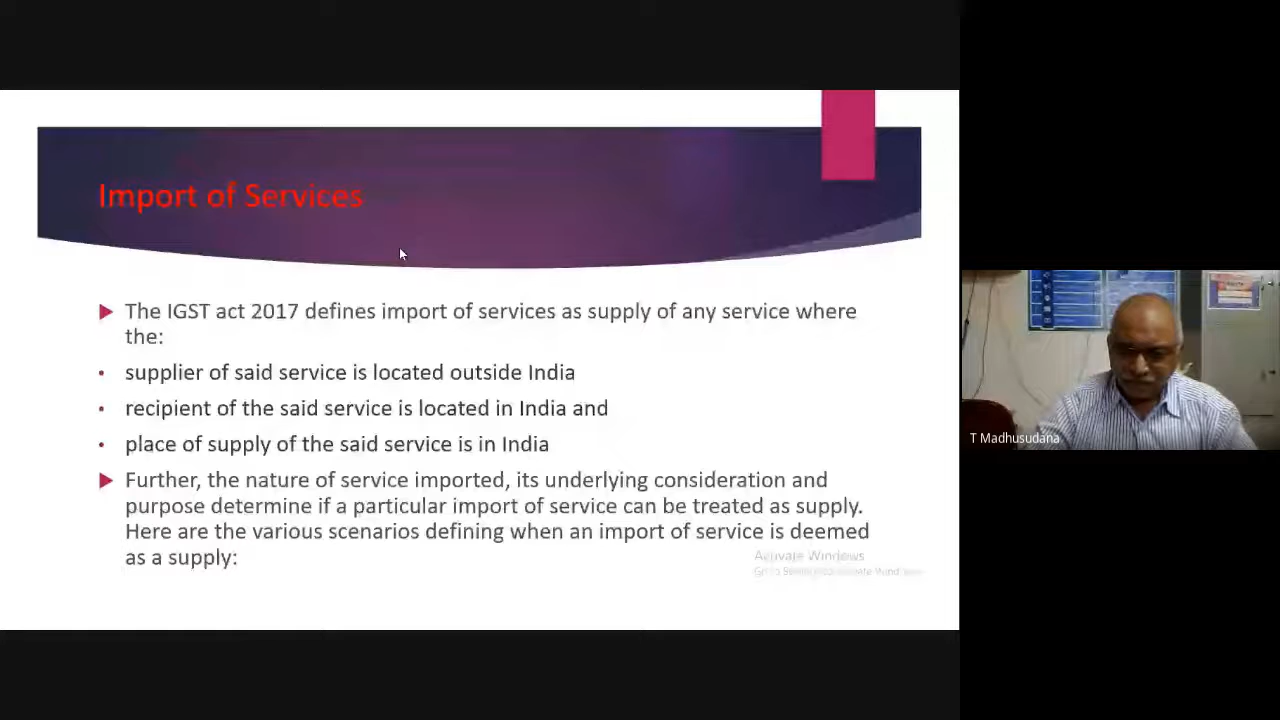 Import of Services
The IGST act 2017 defines import of services as supply of any service where
the:
supplier of said service is located outside India
recipient of the said service is located in India and
place of supply of the said service is in India
Further, the nature of service imported, its underlying consideration and
purpose determine if a particular import of service can be treated as supply.
Here are the various scenarios defining when an import of service is deemed
as a supply:
Activate Windows
T Madhusudana